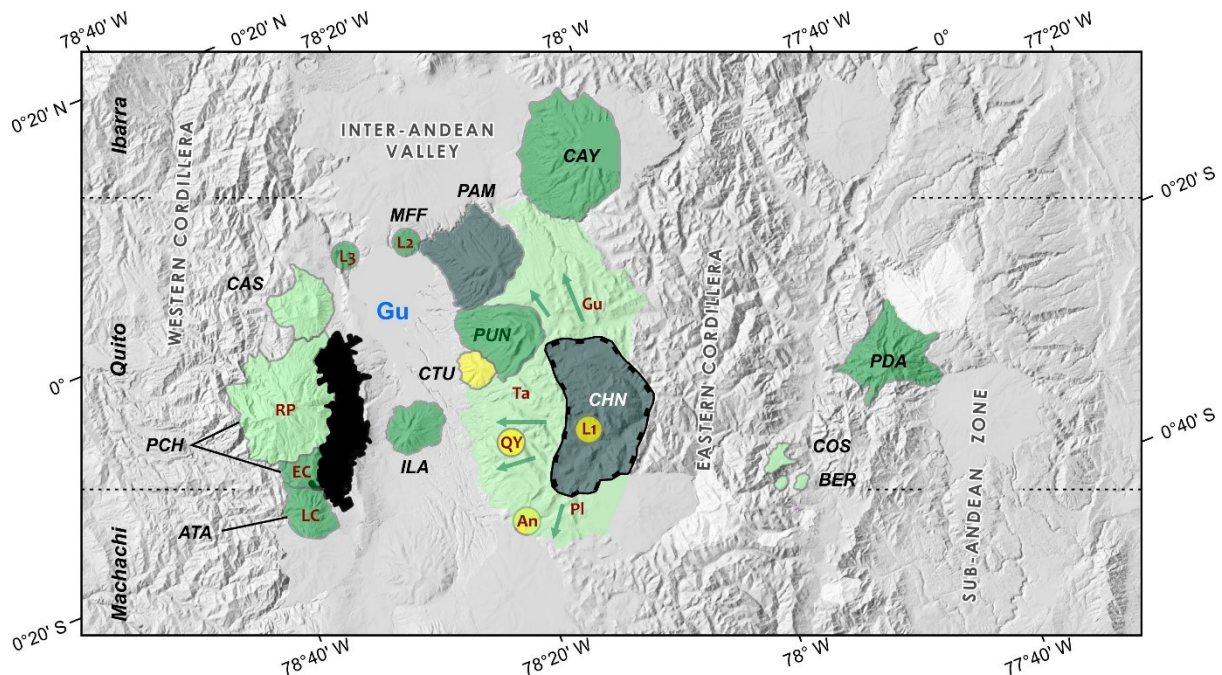 78°40' W
0°20' N
78°20' W
78° W
77°40' W
0°
77°20' W
0°20' N
Ibarra
WESTERN CORDILLERA
INTER-ANDEAN
VALLEY
CAY
PAM
MFF
L2
L3
0°20' S
CAS
Gu
Gu
EASTERN CORDILLERA
Quito
PUN
PDA
CTU
0°
Ta
CHN
RP
L1
PCH
QY
0°40' S
ILA
COS
EC
BER
SUB-ANDEAN ZONE
LC
An
Pl
ATA
Machachi
0°20' S
78°40' W
78°20' W
78° W
77°40' W